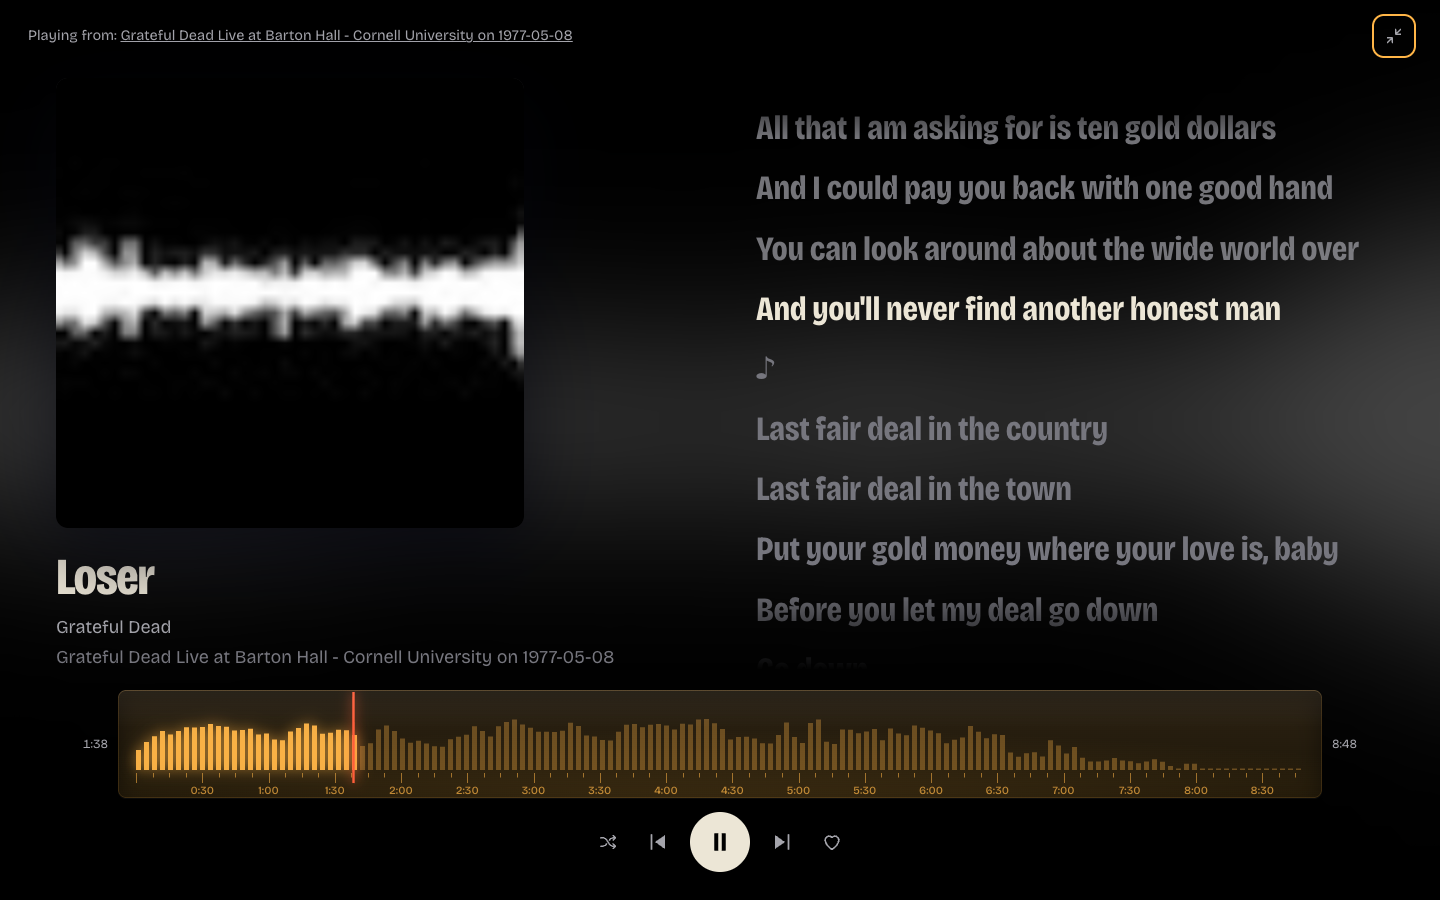 Playing from: Grateful Dead Live at Barton Hall - Cornell University on 1977-05-08
All that I am asking for is ten gold dollars
And I could pay you back with one good hand
You can look around about the wide world over
And you'll never find another honest man
♪
Last fair deal in the country
Last fair deal in the town
Put your gold money where your love is, baby
Before you let my deal go down
Go down
Loser
Grateful Dead
Grateful Dead Live at Barton Hall - Cornell University on 1977-05-08
1:38
8:48
0:30 1:00 1:30 2:00 2:30 3:00 3:30 4:00 4:30 5:00 5:30 6:00 6:30 7:00 7:30 8:00 8:30